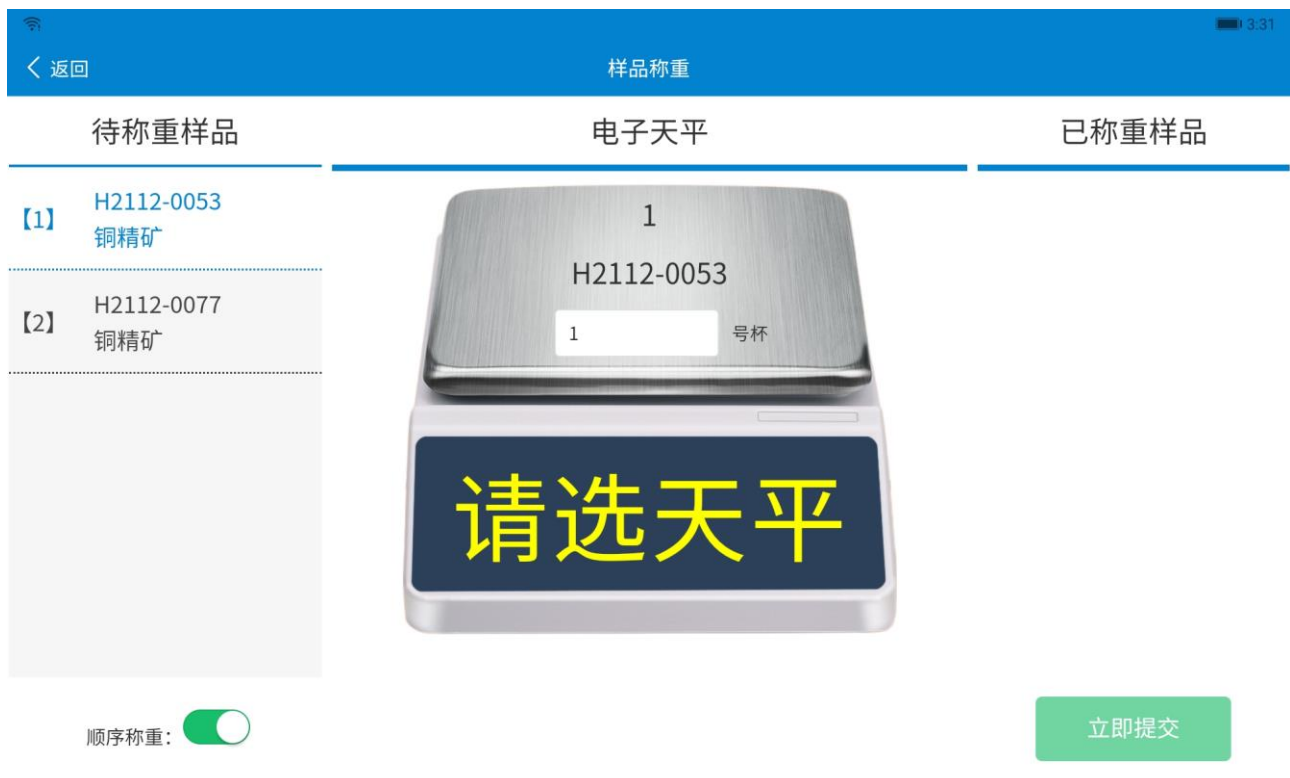 3:31
返回
样品称重
待称重样品
电子天平
已称重样品
【1】
H2112-0053
铜精矿
【2】
H2112-0077
铜精矿
1
H2112-0053
1 号杯
请选天平
顺序称重：
立即提交